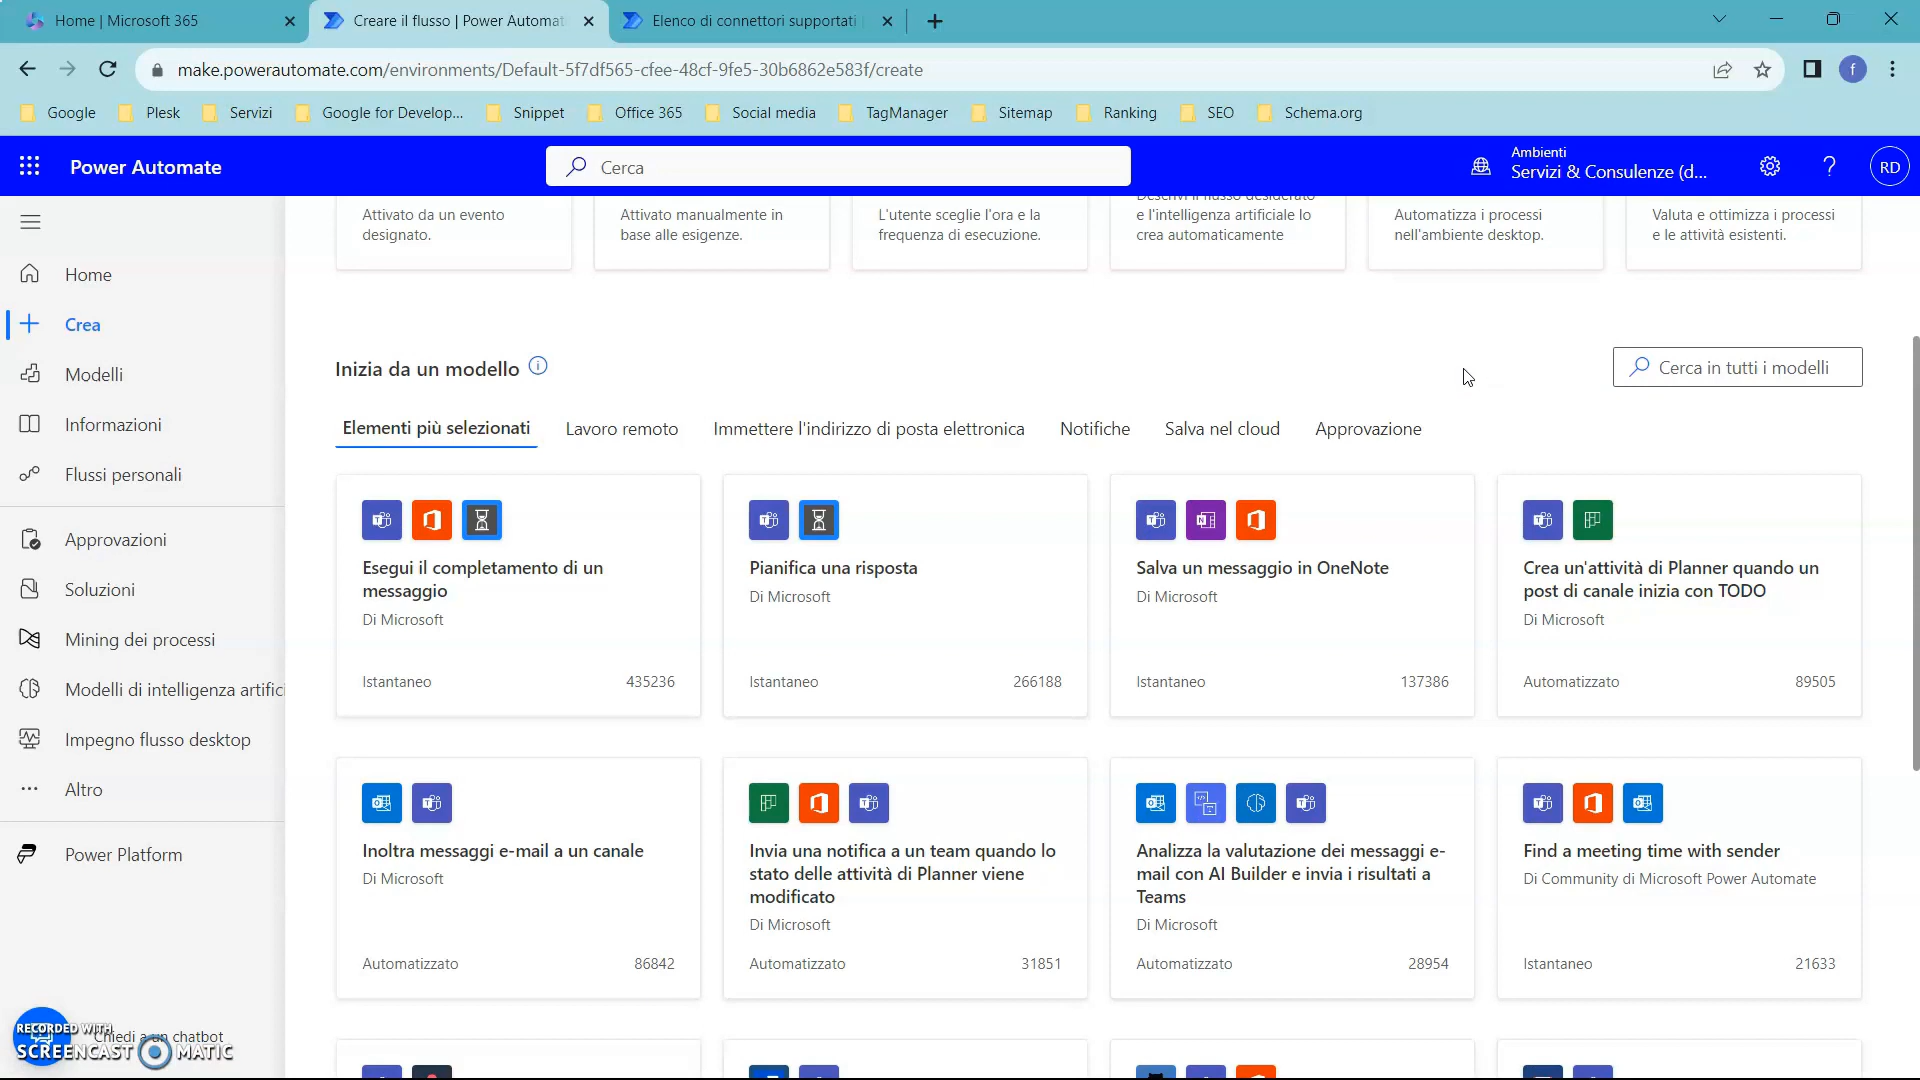 Home | Microsoft 365
Creare il flusso | Power Automat
Elenco di connettori supportati
make.powerautomate.com/environments/Default-5f7df565-cfee-48cf-9fe5-30b6862e583f/create
f
Google
Plesk
Servizi
Google for Develop...
Snippet
Office 365
Social media
TagManager
Sitemap
Ranking
SEO
Schema.org
Power Automate
Cerca
Ambienti
Servizi & Consulenze (d...
RD
Home
Crea
Modelli
Informazioni
Flussi personali
Approvazioni
Soluzioni
Mining dei processi
Modelli di intelligenza artifici
Impegno flusso desktop
Altro
Power Platform
Chiedi a un chatbot
RECORDED WITH
SCREENCAST MATIC
Attivato da un evento
designato.
Attivato manualmente in
base alle esigenze.
L'utente sceglie l'ora e la
frequenza di esecuzione.
Descrivi il flusso desiderato
e l'intelligenza artificiale lo
crea automaticamente
Automatizza i processi
nell'ambiente desktop.
Valuta e ottimizza i processi
e le attività esistenti.
Inizia da un modello
Cerca in tutti i modelli
Elementi più selezionati
Lavoro remoto
Immettere l'indirizzo di posta elettronica
Notifiche
Salva nel cloud
Approvazione
Esegui il completamento di un
messaggio
Di Microsoft
Istantaneo
435236
Pianifica una risposta
Di Microsoft
Istantaneo
266188
Salva un messaggio in OneNote
Di Microsoft
Istantaneo
137386
Crea un'attività di Planner quando un
post di canale inizia con TODO
Di Microsoft
Automatizzato
89505
Inoltra messaggi e-mail a un canale
Di Microsoft
Automatizzato
86842
Invia una notifica a un team quando lo
stato delle attività di Planner viene
modificato
Di Microsoft
Automatizzato
31851
Analizza la valutazione dei messaggi e-
mail con AI Builder e invia i risultati a
Teams
Di Microsoft
Automatizzato
28954
Find a meeting time with sender
Di Community di Microsoft Power Automate
Istantaneo
21633